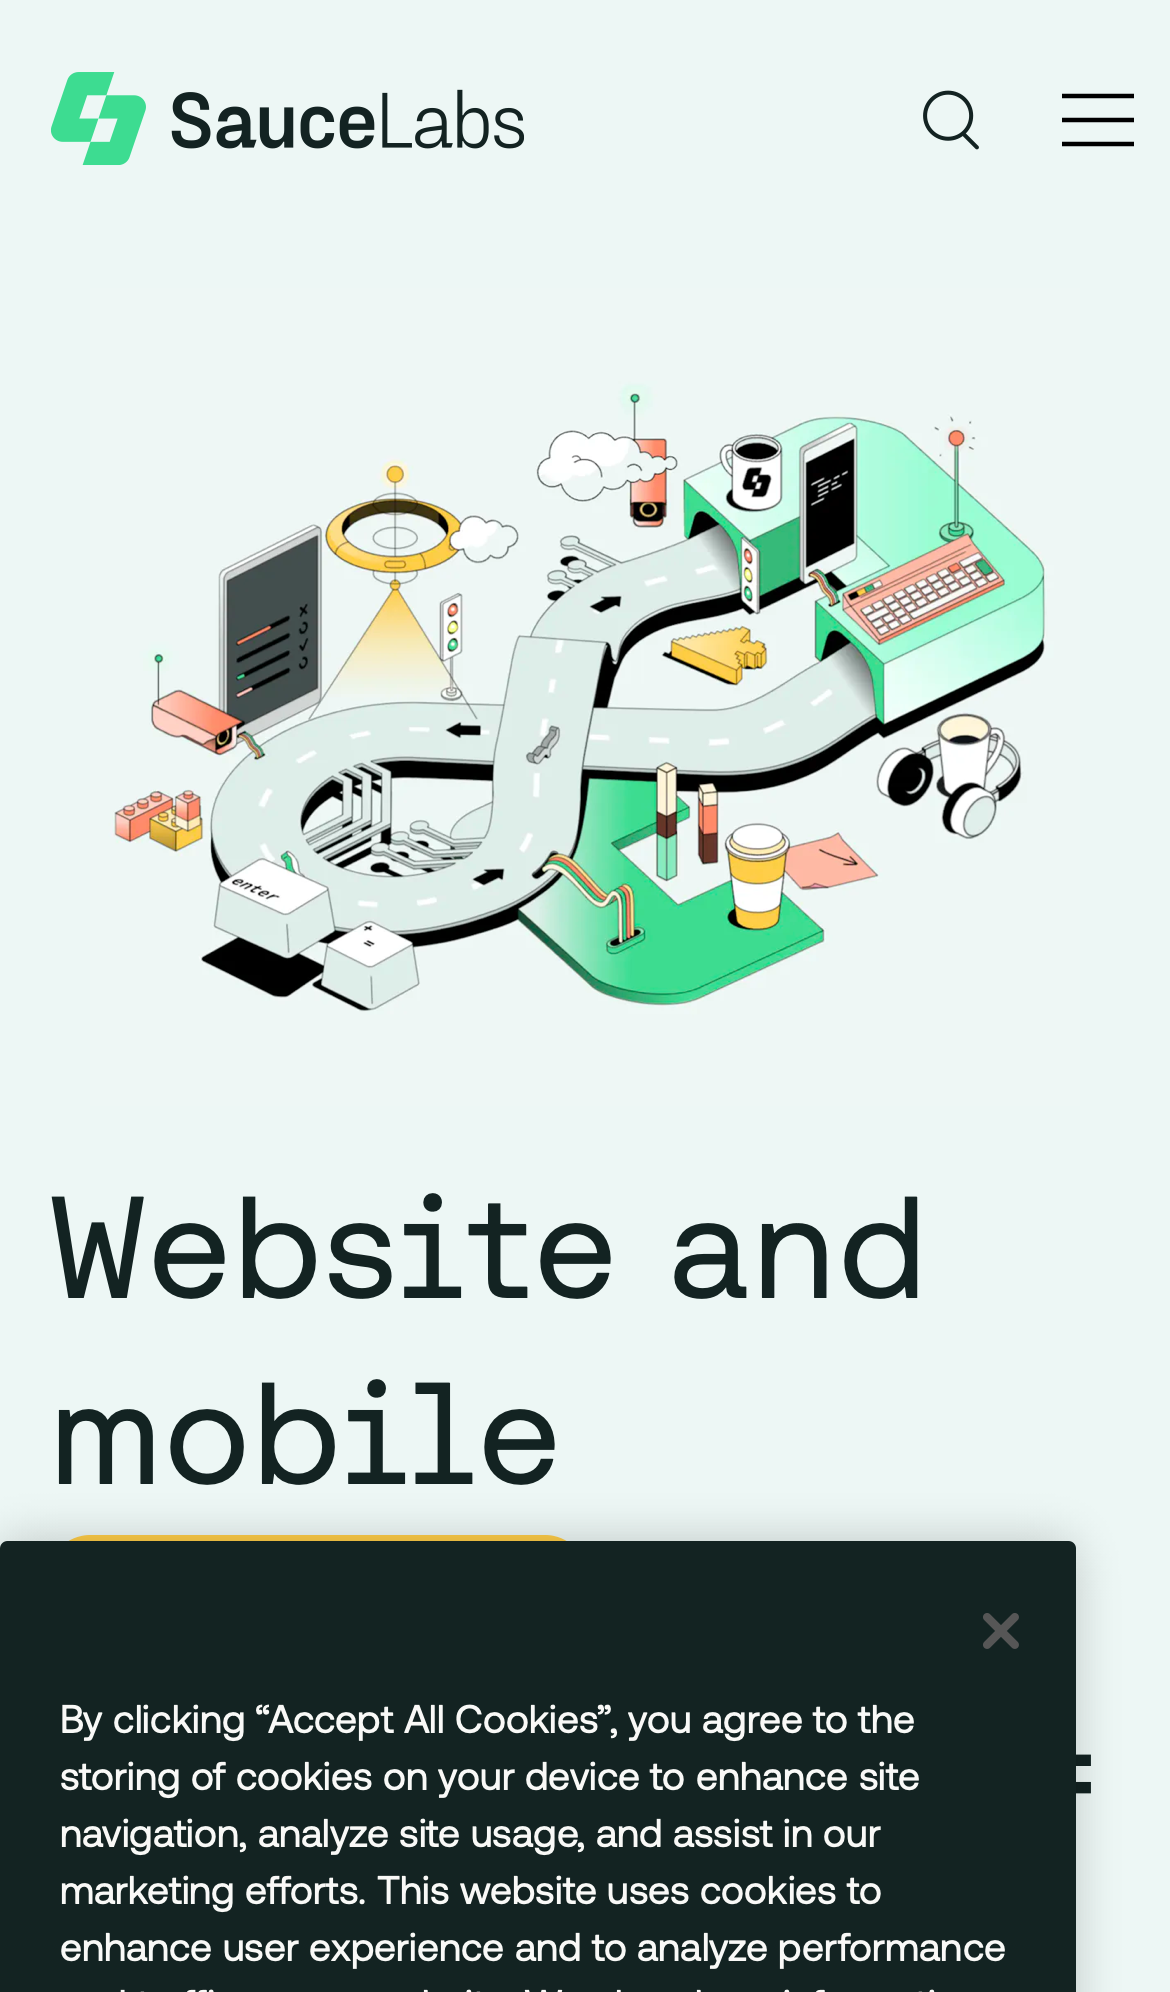 SauceLabs
enter
+
=
Website and
mobile
By clicking “Accept All Cookies”, you agree to the
storing of cookies on your device to enhance site
navigation, analyze site usage, and assist in our
marketing efforts. This website uses cookies to
enhance user experience and to analyze performance